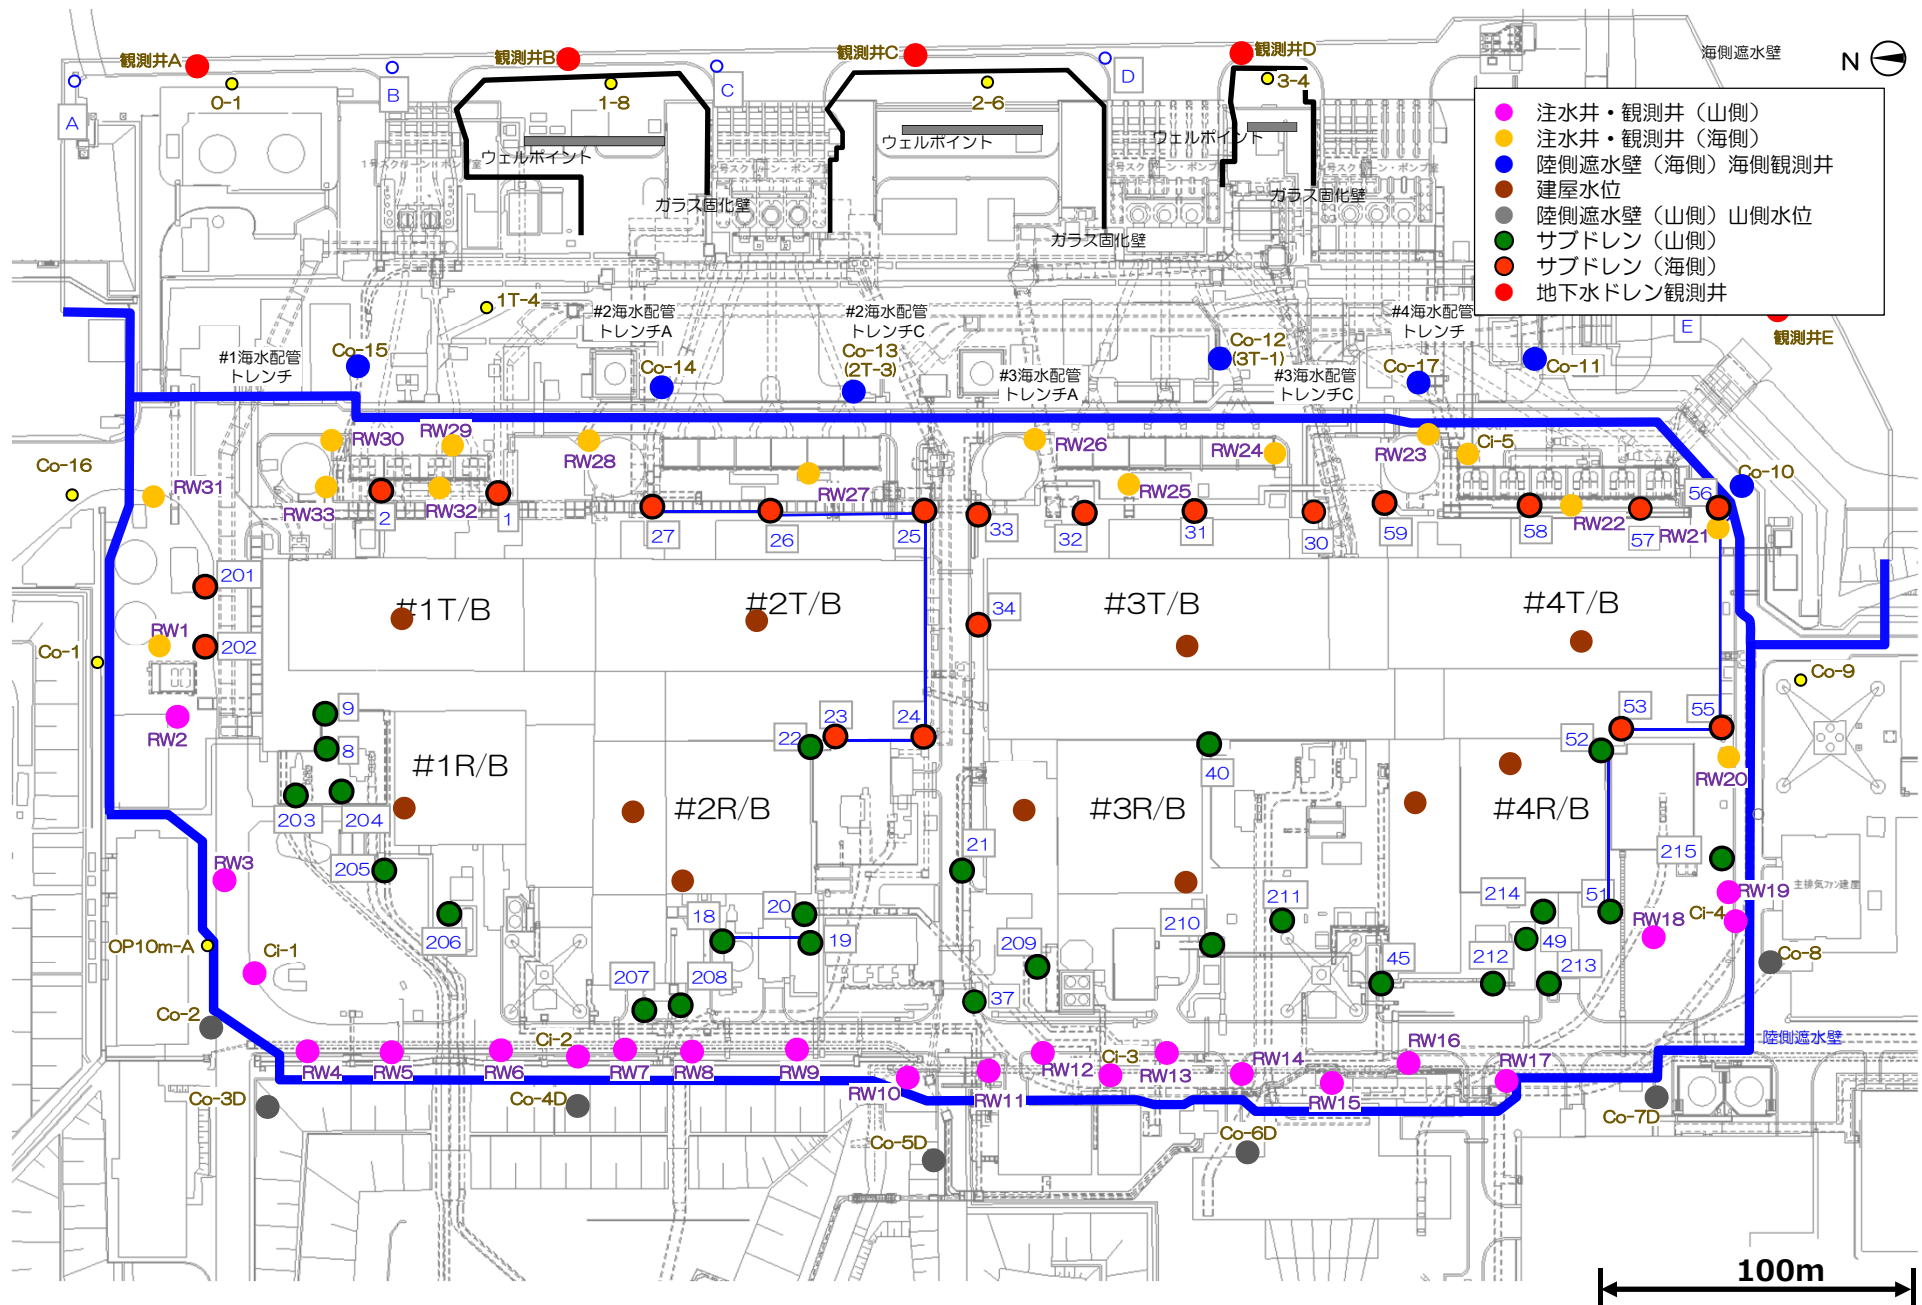 海側遮水壁
N
観測井A
観測井B
観測井C
観測井D
0-1
1-8
2-6
3-4
A
B
C
D
注水井・観測井（山側）
注水井・観測井（海側）
陸側遮水壁（海側）海側観測井
建屋水位
陸側遮水壁（山側）山側水位
サブドレン（山側）
サブドレン（海側）
地下水ドレン観測井
ウェルポイント
ウェルポイント
ウェルポイント
ガラス固化壁
ガラス固化壁
ガラス固化壁
1T-4
#2海水配管
トレンチA
#2海水配管
トレンチC
#4海水配管
トレンチ
E
観測井E
#1海水配管
トレンチ
Co-15
Co-14
Co-13
(2T-3)
#3海水配管
トレンチA
Co-12
(3T-1)
#3海水配管
トレンチC
Co-17
Co-11
RW30
RW29
RW28
RW26
RW24
RW23
Ci-5
Co-16
RW31
RW33
2
RW32
1
27
26
RW27
25
33
32
RW25
31
30
59
58
RW22
57
RW21
56
Co-10
201
202
RW1
Co-1
RW2
#1T/B
#2T/B
#3T/B
#4T/B
34
Co-9
9
8
203
204
#1R/B
#2R/B
22
23
24
40
#3R/B
#4R/B
52
53
55
RW20
RW3
205
206
21
20
18
19
207
208
209
210
211
45
214
212
49
213
51
215
RW18
RW19
Ci-4
主排気ファン建屋
Co-8
OP10m-A
Ci-1
Co-2
37
陸側遮水壁
RW4
RW5
RW6
Ci-2
RW7
RW8
RW9
RW10
RW11
RW12
Ci-3
RW13
RW14
RW15
RW16
RW17
Co-3D
Co-4D
Co-5D
Co-6D
Co-7D
100m